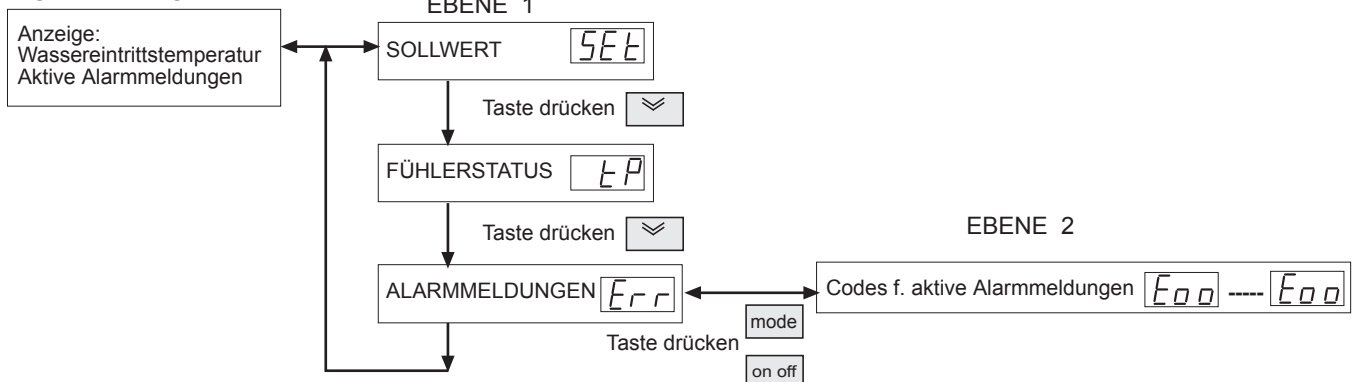 EBENE 1
Anzeige:
Wassereintrittstemperatur
Aktive Alarmmeldungen
SOLLWERT SEt
Taste drücken
FÜHLERSTATUS tP
Taste drücken
EBENE 2
ALARMMELDUNGEN Err
Codes f. aktive Alarmmeldungen Eoo ----- Eoo
mode
Taste drücken
on off